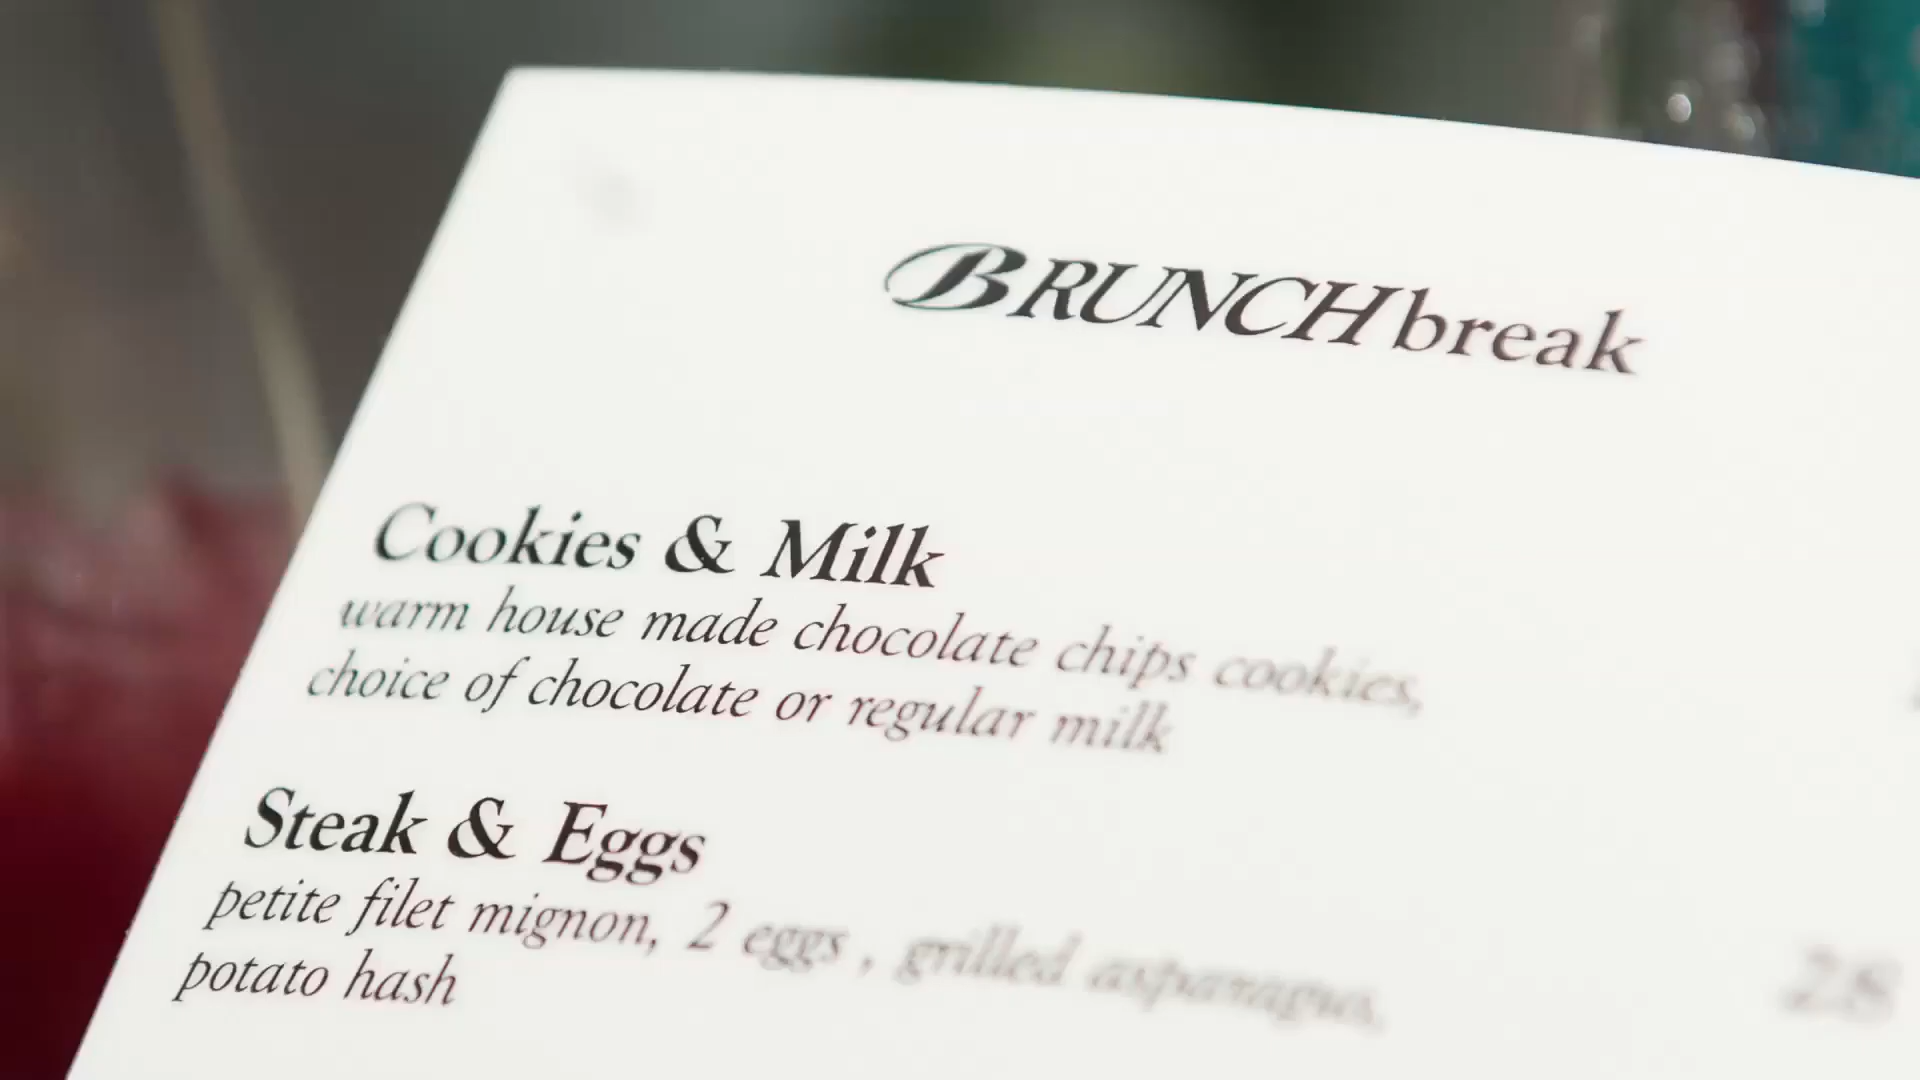 BRUNCH break
Cookies & Milk
warm house made chocolate chips cookies,
choice of chocolate or regular milk
Steak & Eggs
petite filet mignon, 2 eggs , grilled asparagus,
potato hash
28